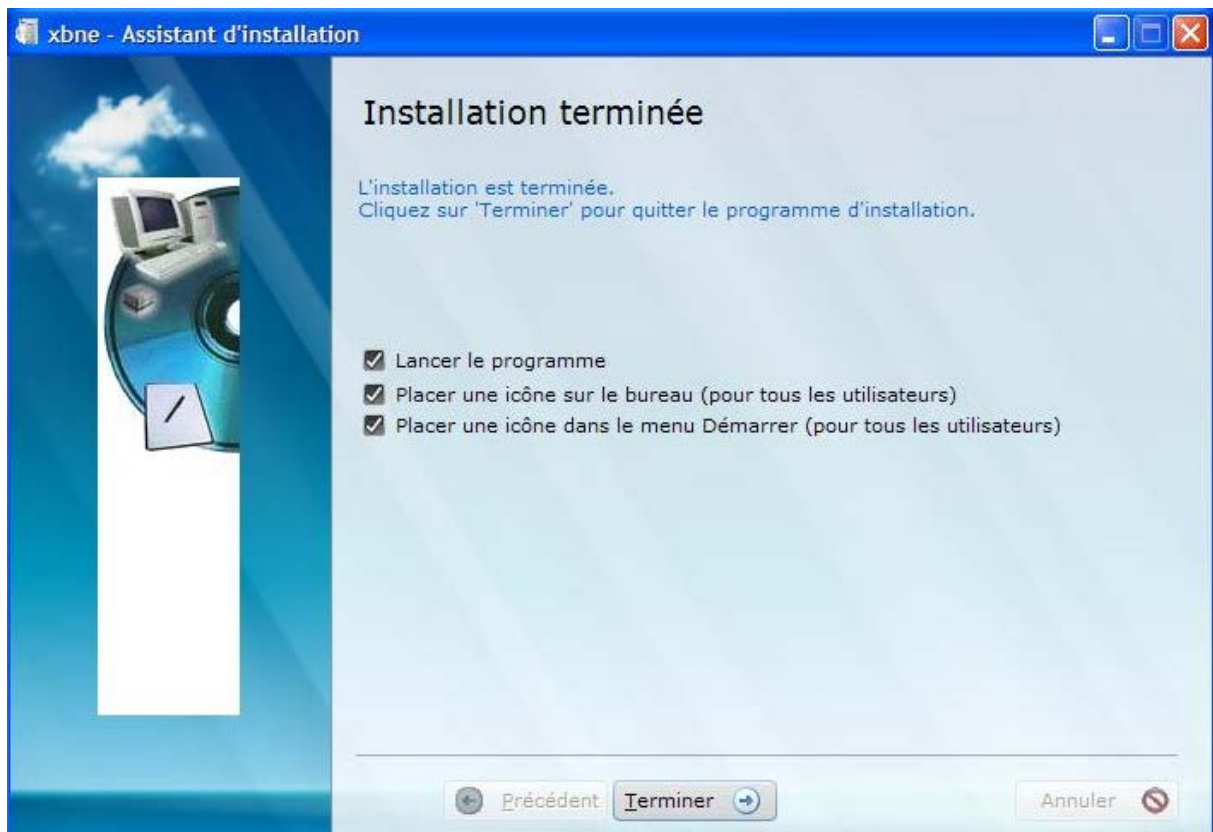 xbne - Assistant d'installation
Installation terminée
L'installation est terminée.
Cliquez sur 'Terminer' pour quitter le programme d'installation.
Lancer le programme
Placer une icône sur le bureau (pour tous les utilisateurs)
Placer une icône dans le menu Démarrer (pour tous les utilisateurs)
Précédent
Terminer
Annuler